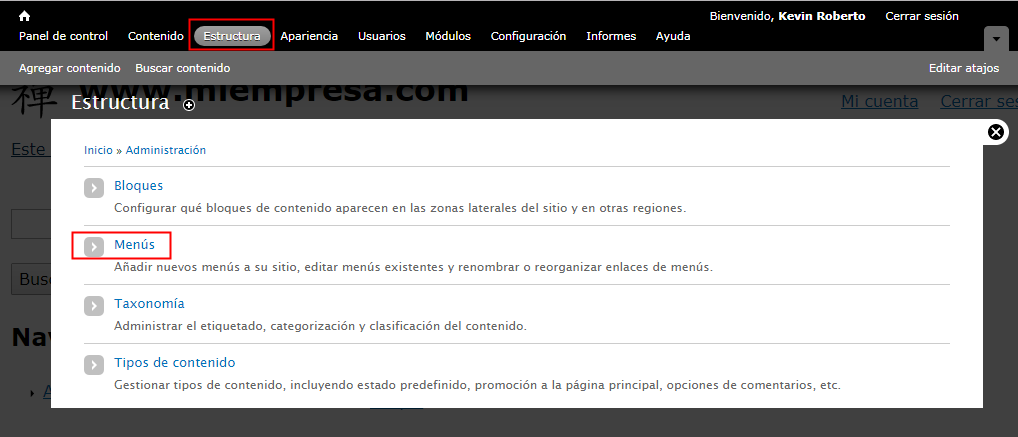 Bienvenido, Kevin Roberto Cerrar sesión
Panel de control Contenido Estructura Apariencia Usuarios Módulos Configuración Informes Ayuda
Agregar contenido Buscar contenido Editar atajos
禅 www.miempresa.com
Estructura
Mi cuenta Cerrar ses
Este
Inicio » Administración
Bloques
Configurar qué bloques de contenido aparecen en las zonas laterales del sitio y en otras regiones.
Menús
Añadir nuevos menús a su sitio, editar menús existentes y renombrar o reorganizar enlaces de menús.
Busc
Taxonomía
Administrar el etiquetado, categorización y clasificación del contenido.
Nav
Tipos de contenido
Gestionar tipos de contenido, incluyendo estado predefinido, promoción a la página principal, opciones de comentarios, etc.
A